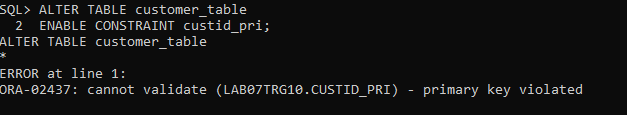 SQL> ALTER TABLE customer_table
  2  ENABLE CONSTRAINT custid_pri;
ALTER TABLE customer_table
*
ERROR at line 1:
ORA-02437: cannot validate (LAB07TRG10.CUSTID_PRI) - primary key violated